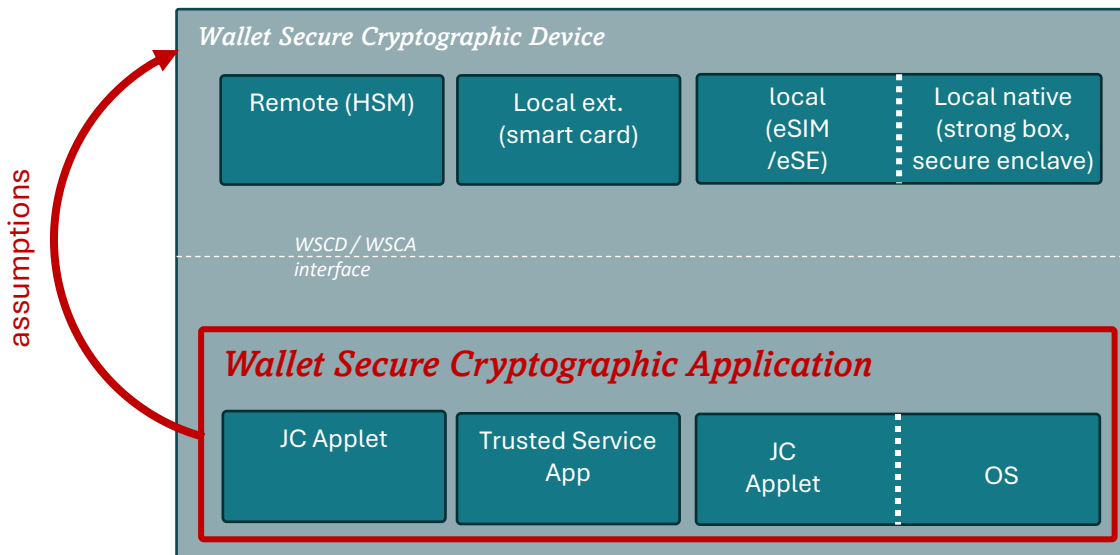 Wallet Secure Cryptographic Device
Remote (HSM)
Local ext.
(smart card)
local
(eSIM
/eSE)
Local native
(strong box,
secure enclave)
assumptions
WSCD / WSCA
interface
Wallet Secure Cryptographic Application
JC Applet
Trusted Service
App
JC
Applet
OS